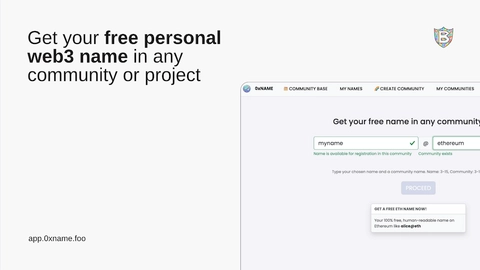 Get your free personal
web3 name in any
community or project
0xNAME
COMMUNITY BASE
MY NAMES
CREATE COMMUNITY
MY COMMUNITIES
Get your free name in any community
myname
@
ethereum
Name is available for registration in this community
Community exists
Type your chosen name and a community name. Name: 2-10, Community: 2-
PROCEED
GET A FREE ETH NAME NOW!
Your 100% free, human readable name on
Ethereum like alice@eth
app.0xname.foo